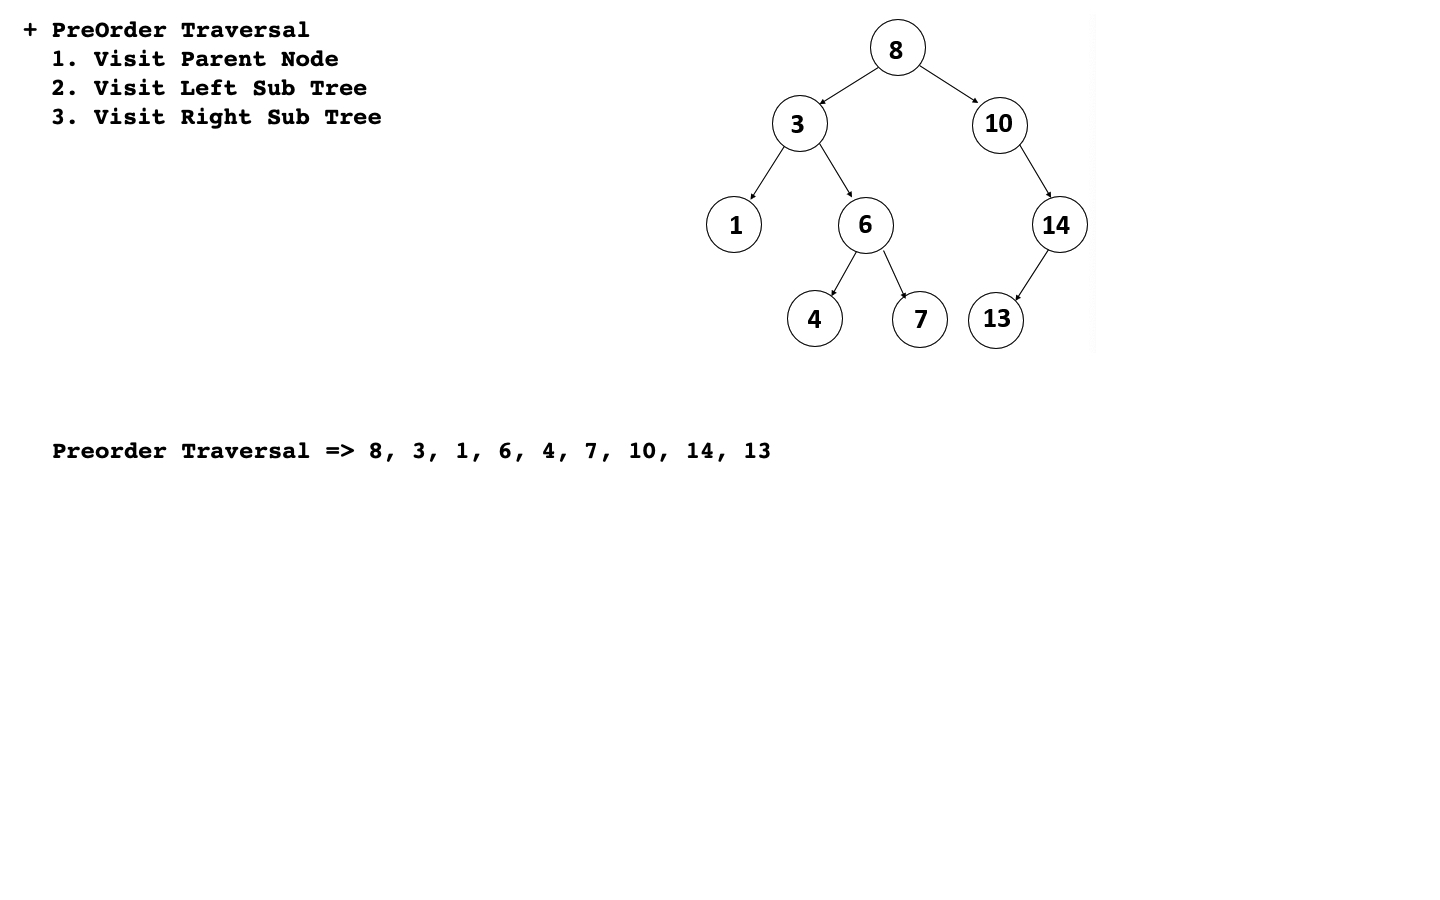 + PreOrder Traversal
1. Visit Parent Node
2. Visit Left Sub Tree
3. Visit Right Sub Tree
8
3
10
1
6
14
4
7
13
Preorder Traversal => 8, 3, 1, 6, 4, 7, 10, 14, 13